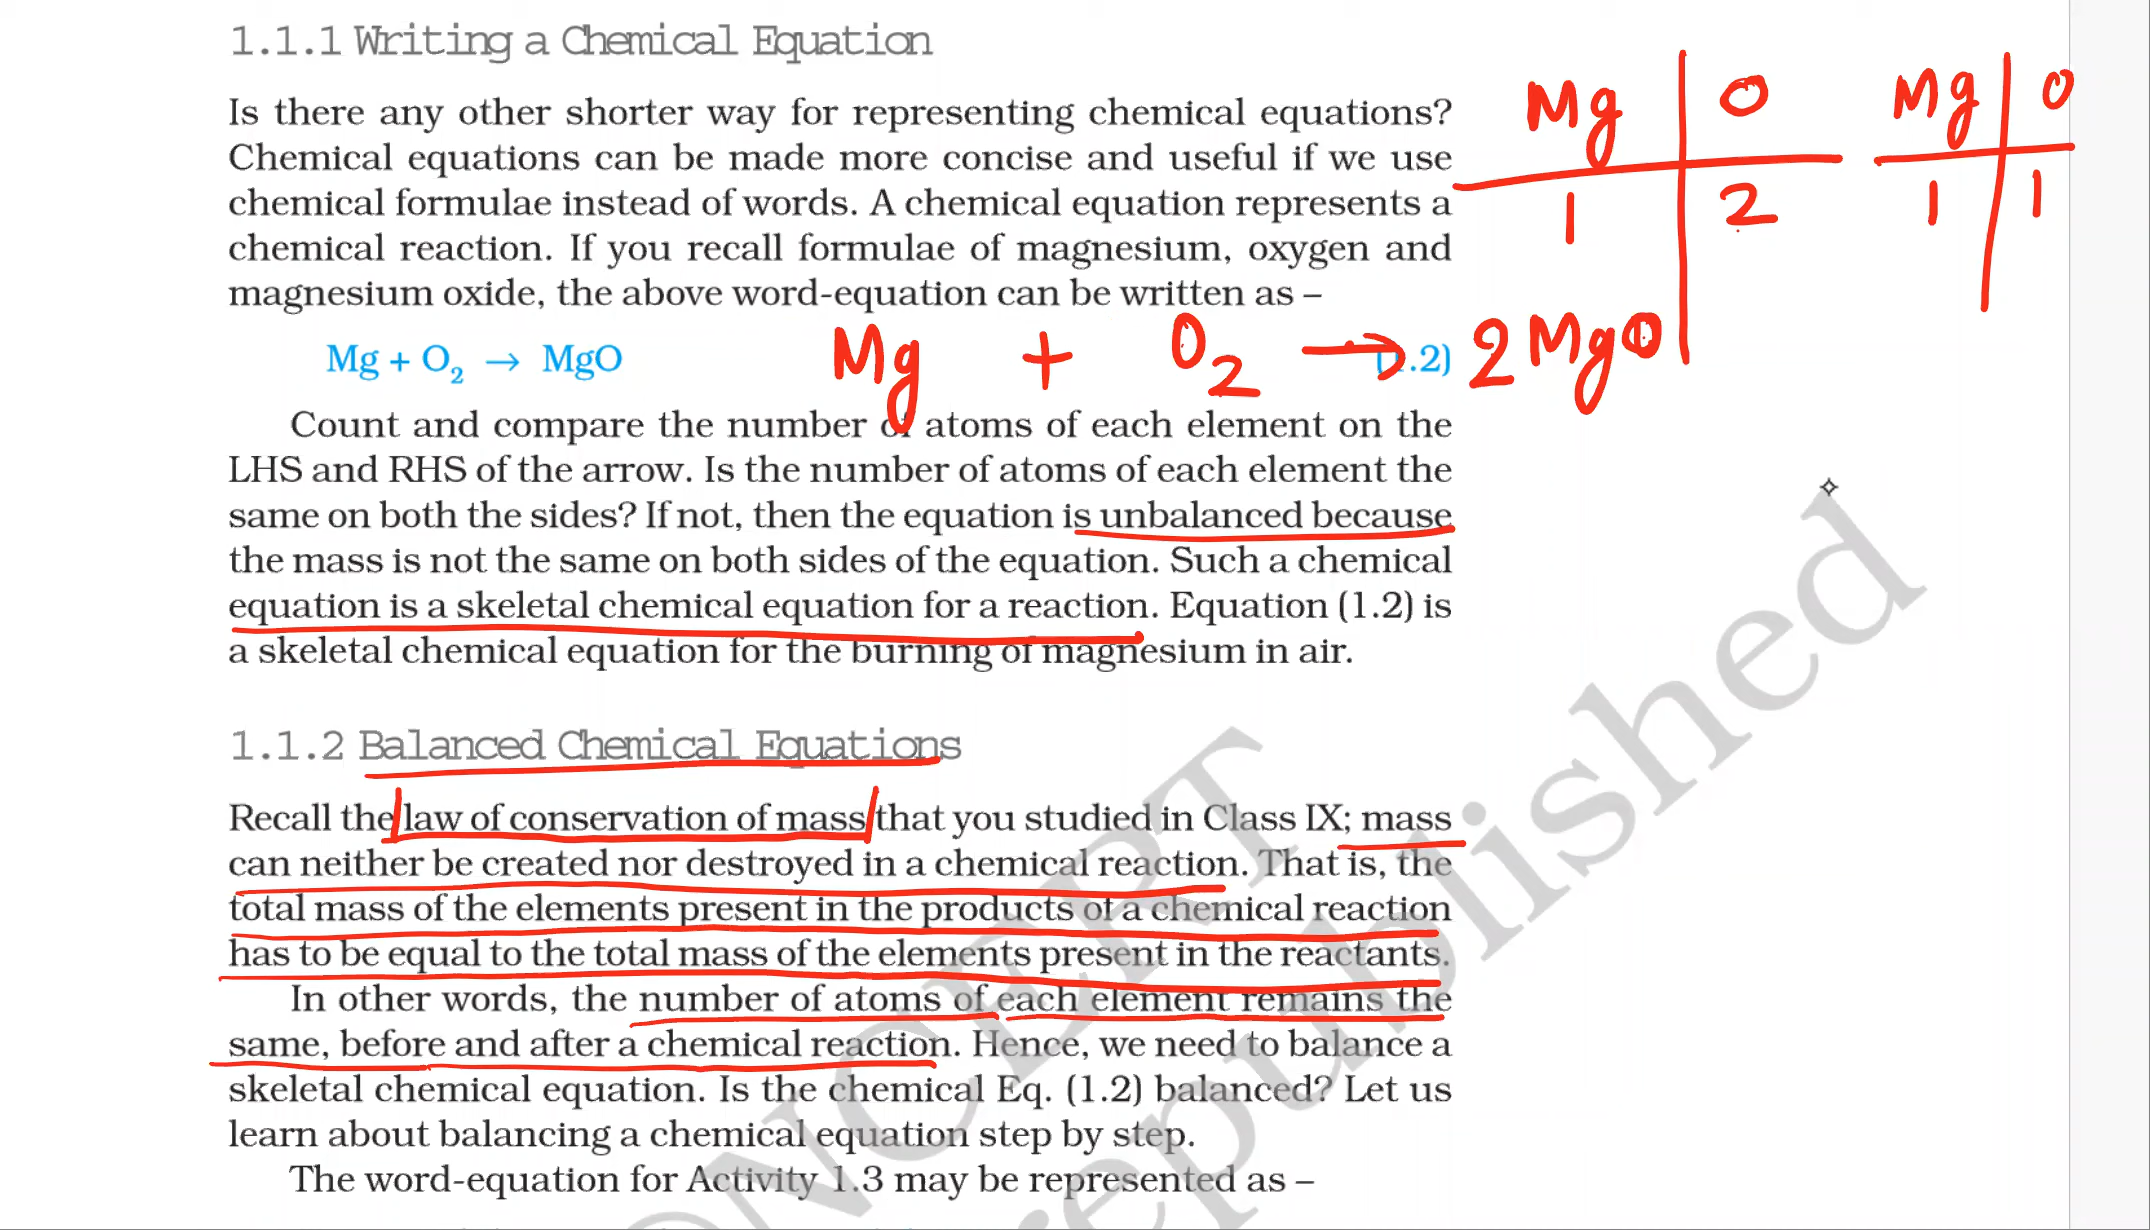 1.1.1 Writing a Chemical Equation
Mg O Mg O
Is there any other shorter way for representing chemical equations?
Chemical equations can be made more concise and useful if we use
chemical formulae instead of words. A chemical equation represents a
1 2 1 1
chemical reaction. If you recall formulae of magnesium, oxygen and
magnesium oxide, the above word-equation can be written as –
Mg + O₂ → MgO Mg + O₂ → .2) 2MgO
Count and compare the number of atoms of each element on the
LHS and RHS of the arrow. Is the number of atoms of each element the
same on both the sides? If not, then the equation is unbalanced because
the mass is not the same on both sides of the equation. Such a chemical
equation is a skeletal chemical equation for a reaction. Equation (1.2) is
a skeletal chemical equation for the burning of magnesium in air.
1.1.2 Balanced Chemical Equations
Recall the law of conservation of mass that you studied in Class IX; mass
can neither be created nor destroyed in a chemical reaction. That is, the
total mass of the elements present in the products of a chemical reaction
has to be equal to the total mass of the elements present in the reactants.
In other words, the number of atoms of each element remains the
same, before and after a chemical reaction. Hence, we need to balance a
skeletal chemical equation. Is the chemical Eq. (1.2) balanced? Let us
learn about balancing a chemical equation step by step.
The word-equation for Activity 1.3 may be represented as –
NCERT
republished